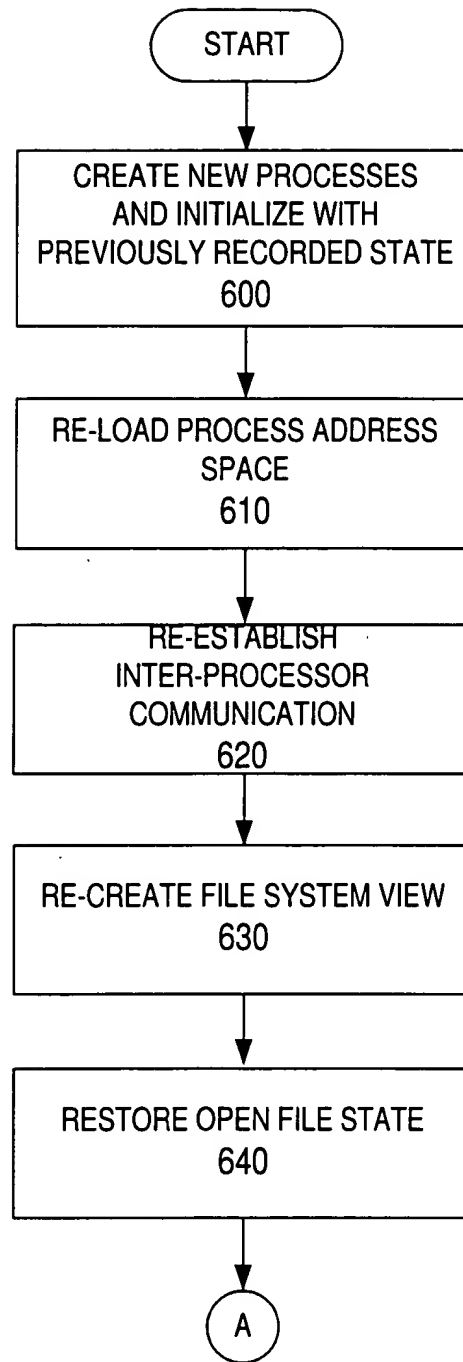 START
CREATE NEW PROCESSES
AND INITIALIZE WITH
PREVIOUSLY RECORDED STATE
600
RE-LOAD PROCESS ADDRESS
SPACE
610
RE-ESTABLISH
INTER-PROCESSOR
COMMUNICATION
620
RE-CREATE FILE SYSTEM VIEW
630
RESTORE OPEN FILE STATE
640
A